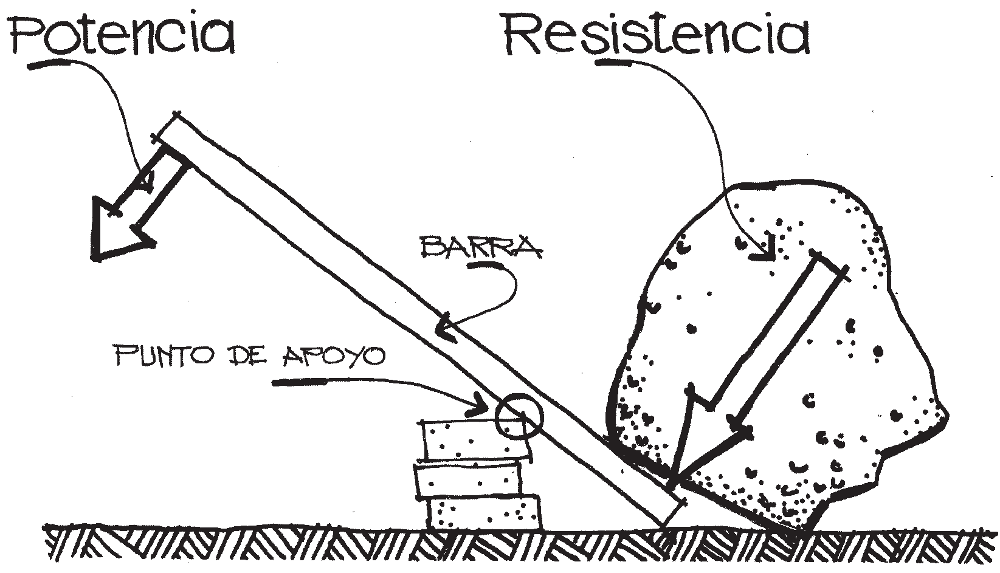 Potencia
Resistencia
BARRA
PUNTO DE APOYO